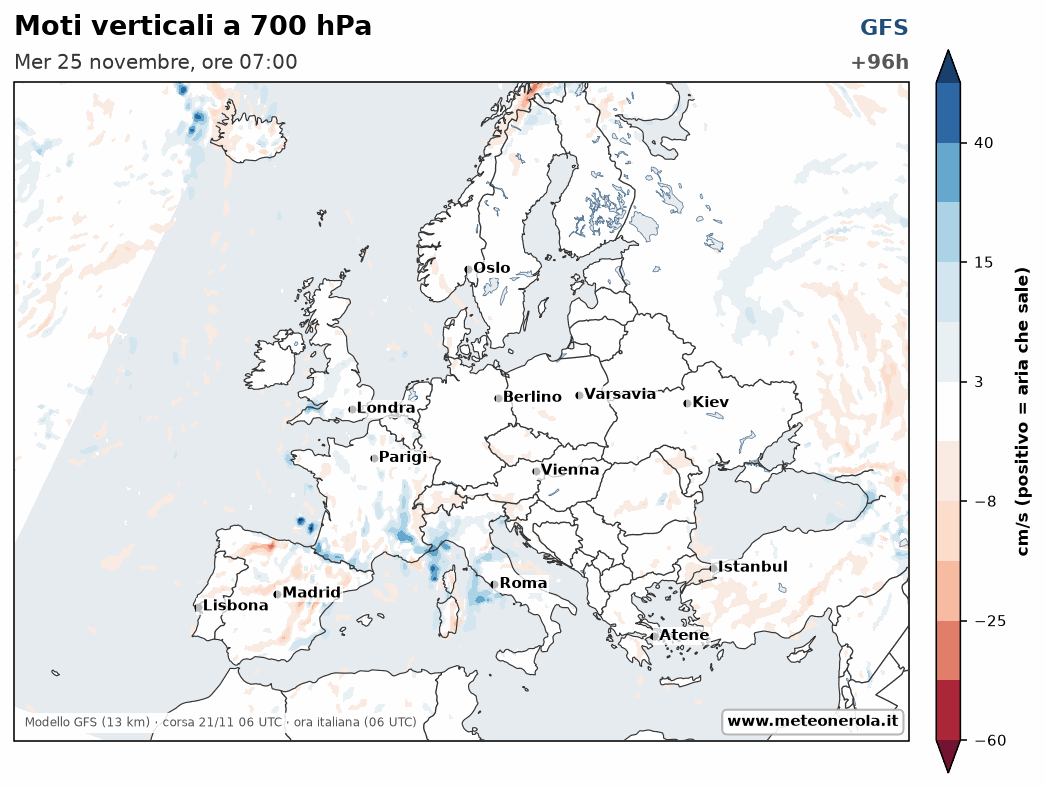 Moti verticali a 700 hPa
GFS
Mer 25 novembre, ore 07:00
+96h
40
15
3
−8
−25
−60
cm/s (positivo = aria che sale)
Oslo
Londra
Berlino
Varsavia
Kiev
Parigi
Vienna
Istanbul
Roma
Madrid
Lisbona
Atene
Modello GFS (13 km) · corsa 21/11 06 UTC · ora italiana (06 UTC)
www.meteonerola.it